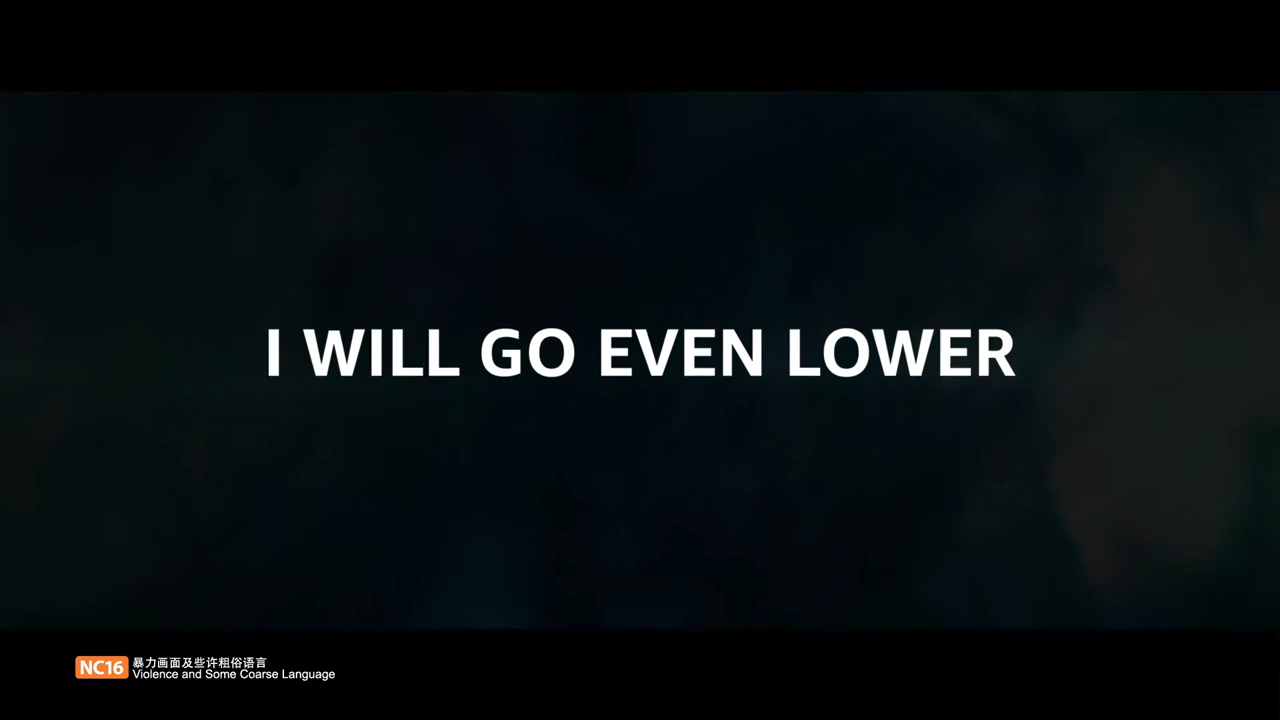 I WILL GO EVEN LOWER
NC16 暴力画面及些许粗俗语言
Violence and Some Coarse Language